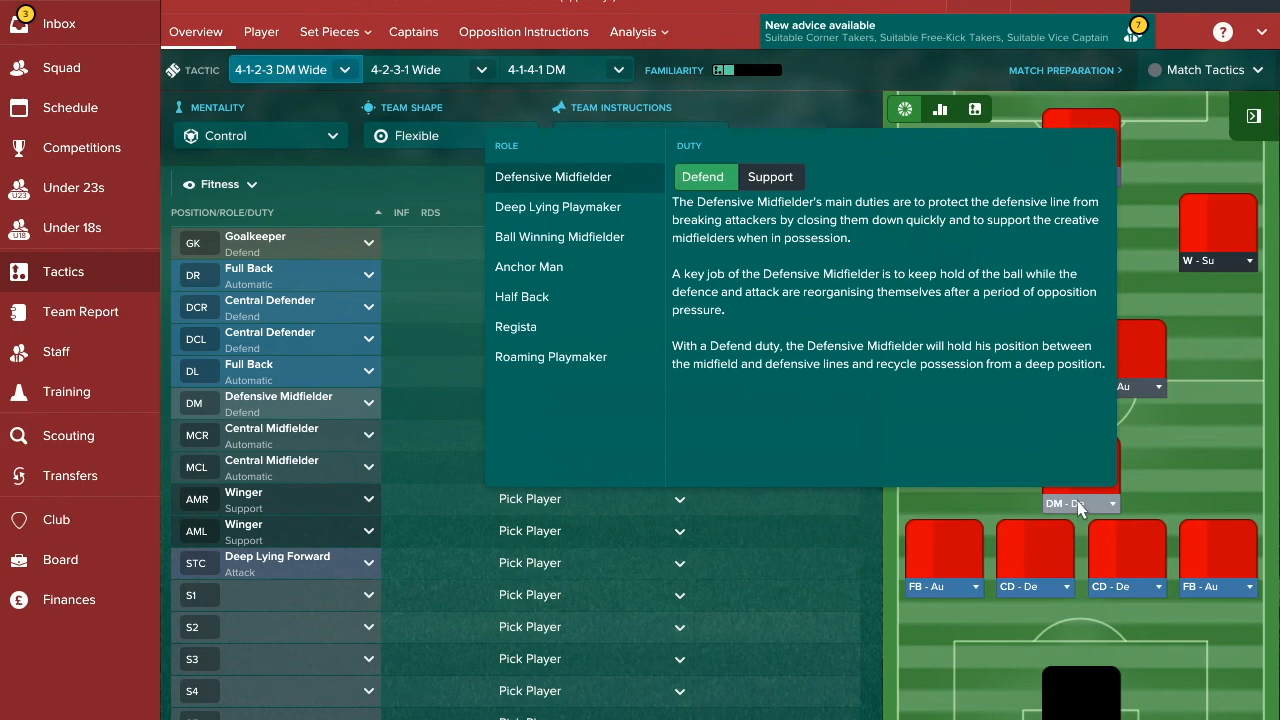 3
Inbox
Squad
Schedule
Competitions
U23
Under 23s
U18
Under 18s
Tactics
Team Report
Staff
Training
Scouting
Transfers
Club
Board
£ Finances
Overview Player Set Pieces Captains Opposition Instructions Analysis
New advice available
Suitable Corner Takers, Suitable Free-Kick Takers, Suitable Vice Captain
7
?
TACTIC 4-1-2-3 DM Wide 4-2-3-1 Wide 4-1-4-1 DM FAMILIARITY MATCH PREPARATION > Match Tactics
MENTALITY TEAM SHAPE TEAM INSTRUCTIONS
Control Flexible
Fitness
POSITION/ROLE/DUTY INF RDS
GK Goalkeeper
Defend
DR Full Back
Automatic
DCR Central Defender
Defend
DCL Central Defender
Defend
DL Full Back
Automatic
DM Defensive Midfielder
Defend
MCR Central Midfielder
Automatic
MCL Central Midfielder
Automatic
AMR Winger
Support
Pick Player
AML Winger
Support
Pick Player
STC Deep Lying Forward
Attack
Pick Player
S1 Pick Player
S2 Pick Player
S3 Pick Player
S4 Pick Player
ROLE
Defensive Midfielder
Deep Lying Playmaker
Ball Winning Midfielder
Anchor Man
Half Back
Regista
Roaming Playmaker
DUTY
Defend Support
The Defensive Midfielder's main duties are to protect the defensive line from
breaking attackers by closing them down quickly and to support the creative
midfielders when in possession.
A key job of the Defensive Midfielder is to keep hold of the ball while the
defence and attack are reorganising themselves after a period of opposition
pressure.
With a Defend duty, the Defensive Midfielder will hold his position between
the midfield and defensive lines and recycle possession from a deep position.
W - Su
Au
DM -
FB - Au CD - De CD - De FB - Au